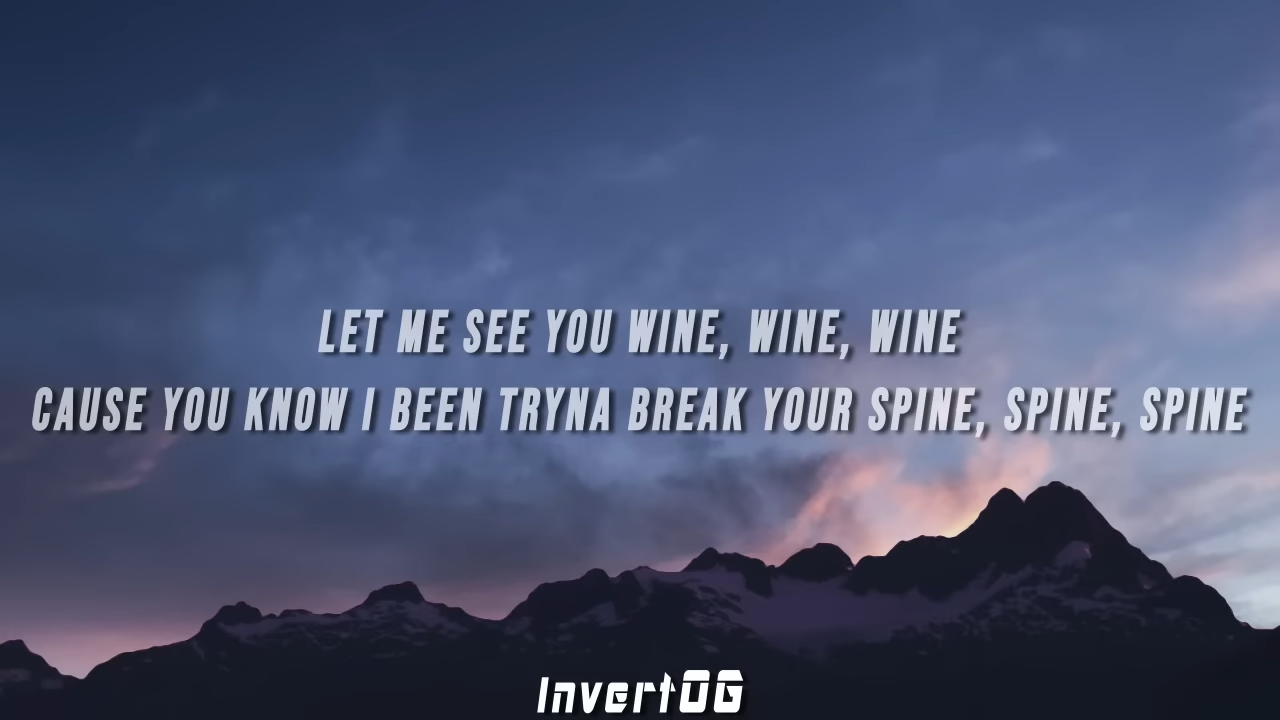 LET ME SEE YOU WINE, WINE, WINE
CAUSE YOU KNOW I BEEN TRYNA BREAK YOUR SPINE, SPINE, SPINE
InvertOG